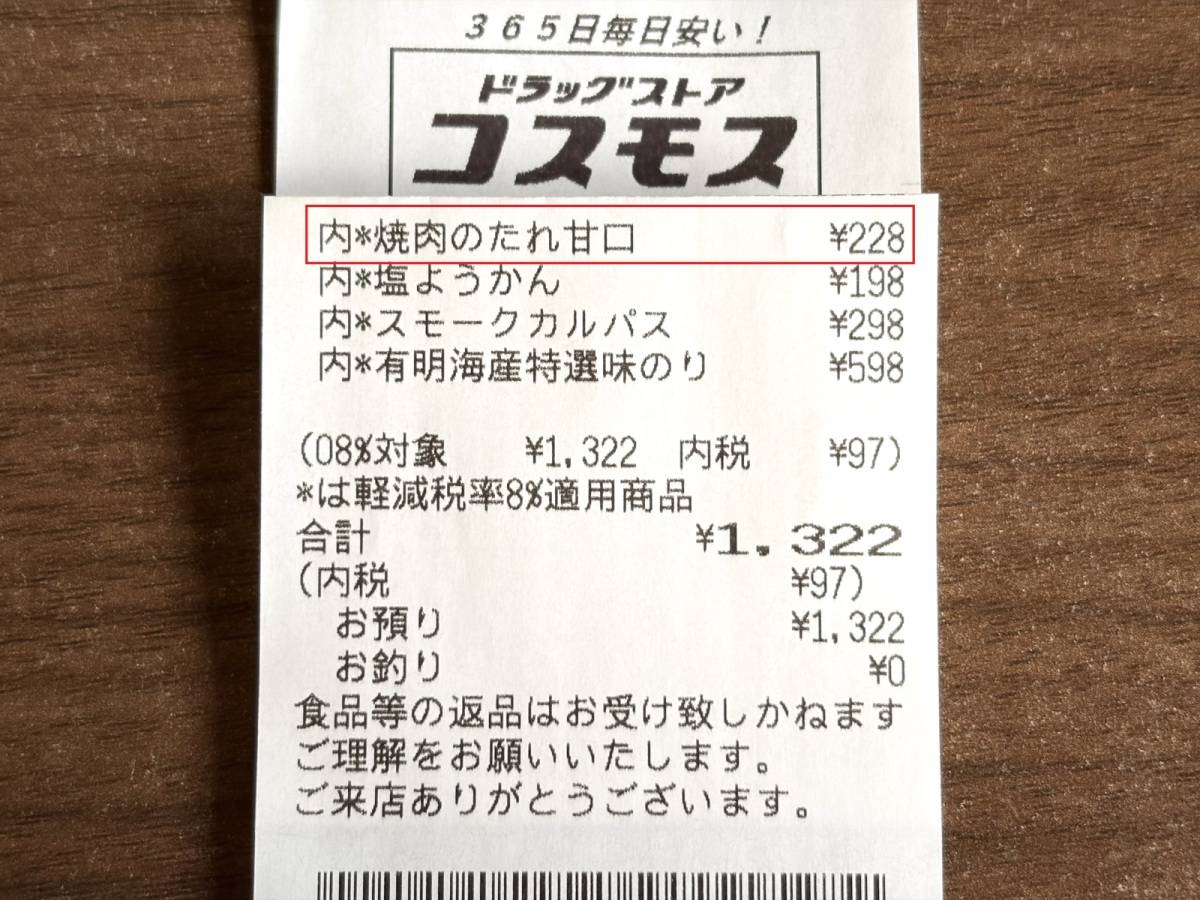 365日毎日安い!
ドラッグストア
コスモス
内*焼肉のたれ甘口 ¥228
内*塩ようかん ¥198
内*スモークカルパス ¥298
内*有明海産特選味のり ¥598
(08%対象 ¥1,322 内税 ¥97)
*は軽減税率8%適用商品
合計 ¥1,322
(内税 ¥97)
お預り ¥1,322
お釣り ¥0
食品等の返品はお受け致しかねます
ご理解をお願いいたします。
ご来店ありがとうございます。